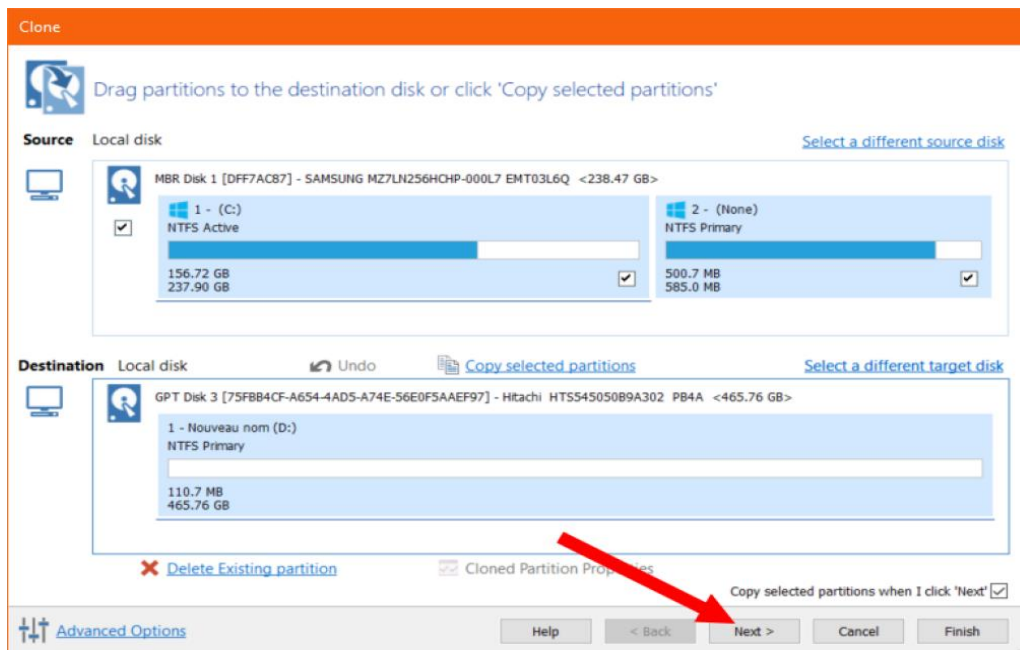 Clone
Drag partitions to the destination disk or click 'Copy selected partitions'
Source Local disk Select a different source disk
MBR Disk 1 [DFF7AC87] - SAMSUNG MZ7LN256HCHP-000L7 EMT03L6Q <238.47 GB>
1 - (C:)
NTFS Active
156.72 GB
237.90 GB
2 - (None)
NTFS Primary
500.7 MB
585.0 MB
Destination Local disk Undo Copy selected partitions Select a different target disk
GPT Disk 3 [75FBB4CF-A654-4AD5-A74E-56E0F5AAEF97] - Hitachi HTS545050B9A302 PB4A <465.76 GB>
1 - Nouveau nom (D:)
NTFS Primary
110.7 MB
465.76 GB
Delete Existing partition Cloned Partition Properties
Copy selected partitions when I click 'Next'
Advanced Options Help < Back Next > Cancel Finish